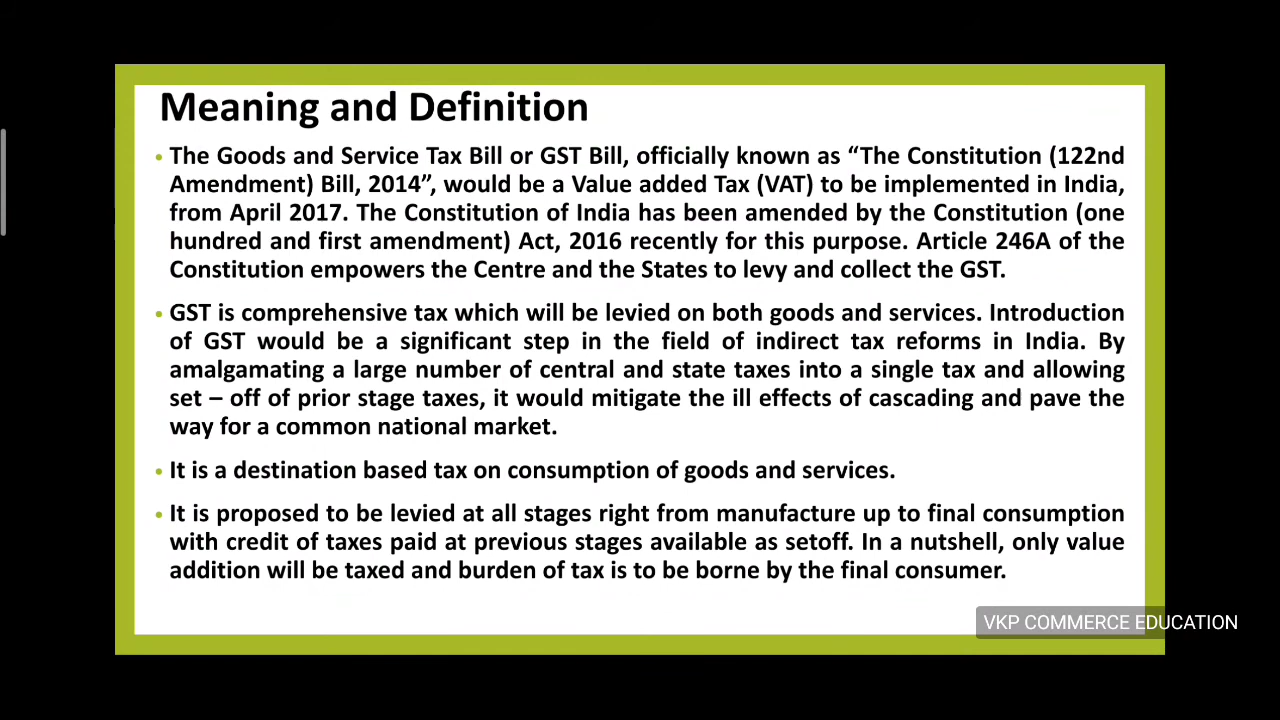 Meaning and Definition
• The Goods and Service Tax Bill or GST Bill, officially known as “The Constitution (122nd
Amendment) Bill, 2014”, would be a Value added Tax (VAT) to be implemented in India,
from April 2017. The Constitution of India has been amended by the Constitution (one
hundred and first amendment) Act, 2016 recently for this purpose. Article 246A of the
Constitution empowers the Centre and the States to levy and collect the GST.
• GST is comprehensive tax which will be levied on both goods and services. Introduction
of GST would be a significant step in the field of indirect tax reforms in India. By
amalgamating a large number of central and state taxes into a single tax and allowing
set – off of prior stage taxes, it would mitigate the ill effects of cascading and pave the
way for a common national market.
• It is a destination based tax on consumption of goods and services.
• It is proposed to be levied at all stages right from manufacture up to final consumption
with credit of taxes paid at previous stages available as setoff. In a nutshell, only value
addition will be taxed and burden of tax is to be borne by the final consumer.
VKP COMMERCE EDUCATION